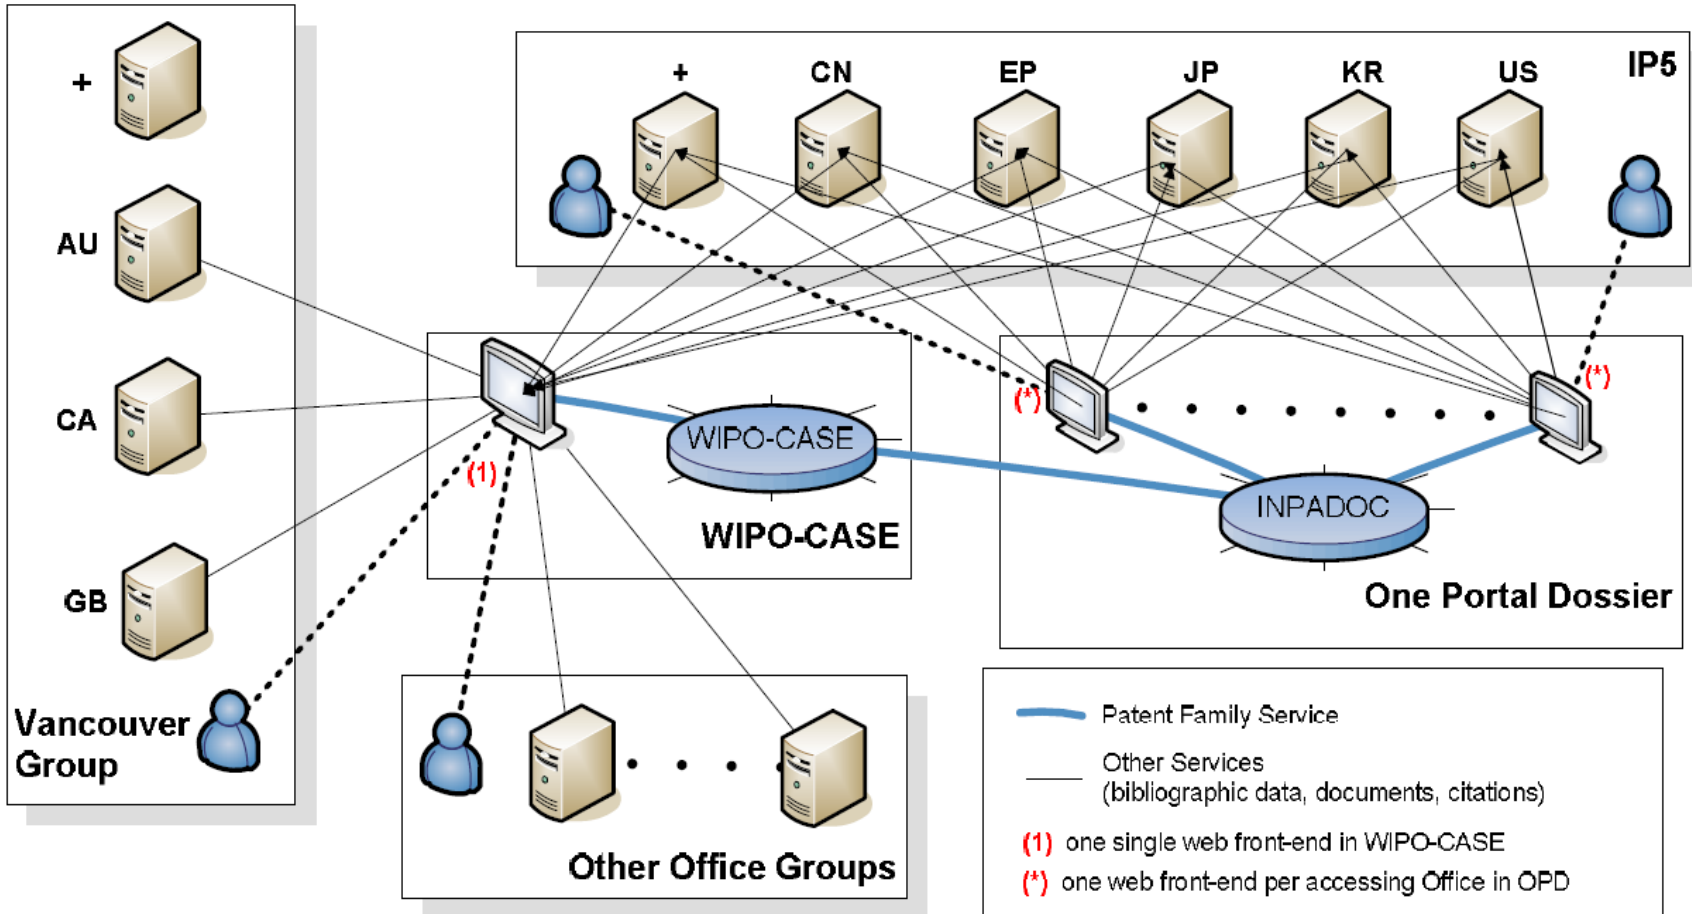 +
AU
CA
GB
Vancouver
Group
+
CN
EP
JP
KR
US
IP5
(1)
WIPO-CASE
WIPO-CASE
(*)
(*)
INPADOC
One Portal Dossier
Other Office Groups
Patent Family Service
Other Services
(bibliographic data, documents, citations)
(1) one single web front-end in WIPO-CASE
(*) one web front-end per accessing Office in OPD